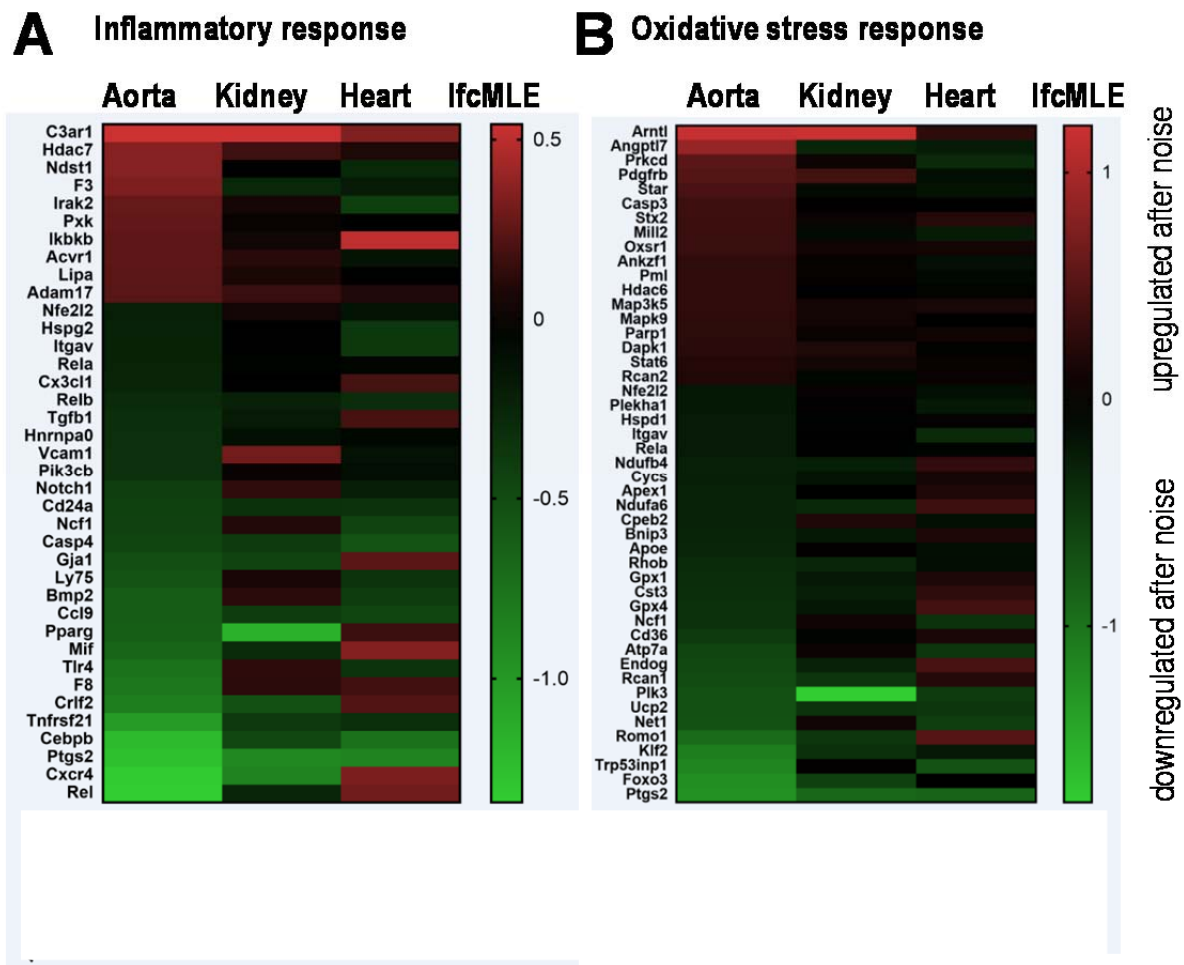 A Inflammatory response
Aorta Kidney Heart lfcMLE
C3ar1
Hdac7
Ndst1
F3
Irak2
Pxk
Ikbkb
Acvr1
Lipa
Adam17
Nfe2l2
Hspg2
Itgav
Rela
Cx3cl1
Relb
Tgfb1
Hnrnpa0
Vcam1
Pik3cb
Notch1
Cd24a
Ncf1
Casp4
Gja1
Ly75
Bmp2
Ccl9
Pparg
Mif
Tlr4
F8
Crlf2
Tnfrsf21
Cebpb
Ptgs2
Cxcr4
Rel
0.5
0
-0.5
-1.0
B Oxidative stress response
Aorta Kidney Heart lfcMLE
Arntl
Angptl7
Prkcd
Pdgfrb
Star
Casp3
Stx2
Mill2
Oxsr1
Ankzf1
Pml
Hdac6
Map3k5
Mapk9
Parp1
Dapk1
Stat6
Rcan2
Nfe2l2
Plekha1
Hspd1
Itgav
Rela
Ndufb4
Cycs
Apex1
Ndufa6
Cpeb2
Bnip3
Apoe
Rhob
Gpx1
Cst3
Gpx4
Ncf1
Cd36
Atp7a
Endog
Rcan1
Plk3
Ucp2
Net1
Romo1
Klf2
Trp53inp1
Foxo3
Ptgs2
1
0
-1
upregulated after noise
downregulated after noise